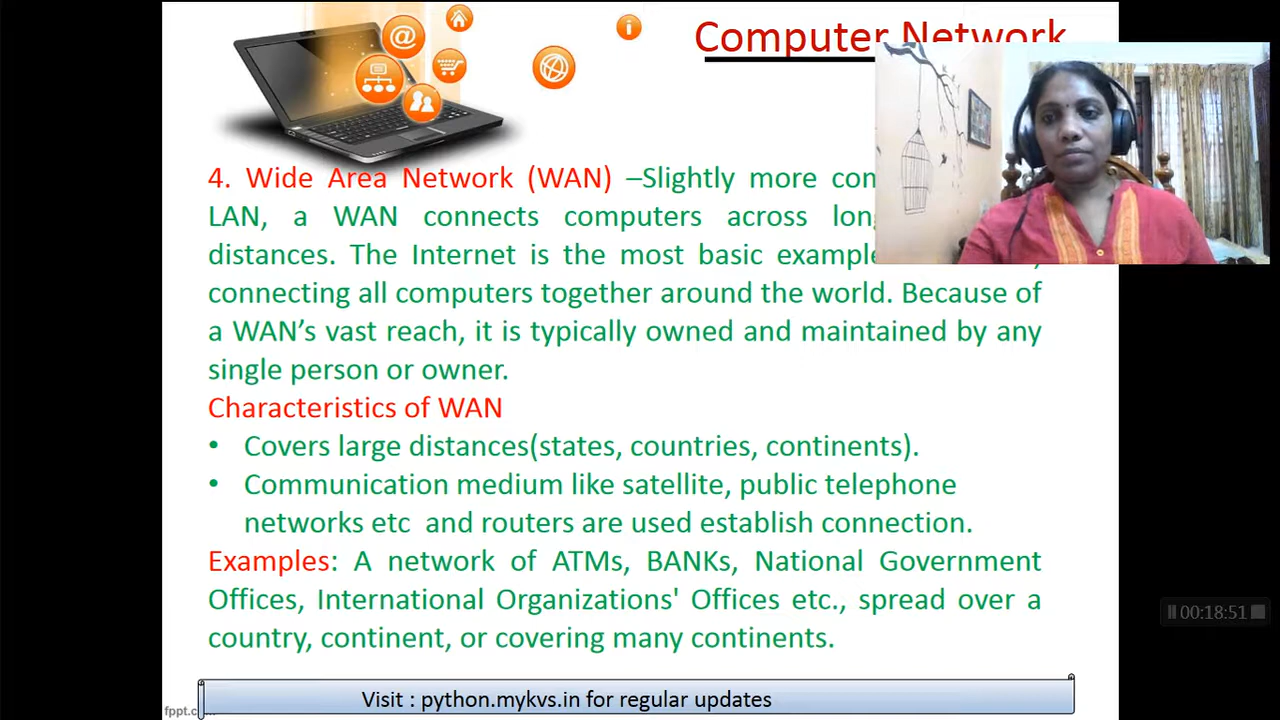 Computer Network
4. Wide Area Network (WAN) –Slightly more
LAN, a WAN connects computers across
distances. The Internet is the most basic example
connecting all computers together around the world. Because of
a WAN’s vast reach, it is typically owned and maintained by any
single person or owner.
Characteristics of WAN
• Covers large distances(states, countries, continents).
• Communication medium like satellite, public telephone
networks etc and routers are used establish connection.
Examples: A network of ATMs, BANKs, National Government
Offices, International Organizations' Offices etc., spread over a
country, continent, or covering many continents.
00:18:51
Visit : python.mykvs.in for regular updates